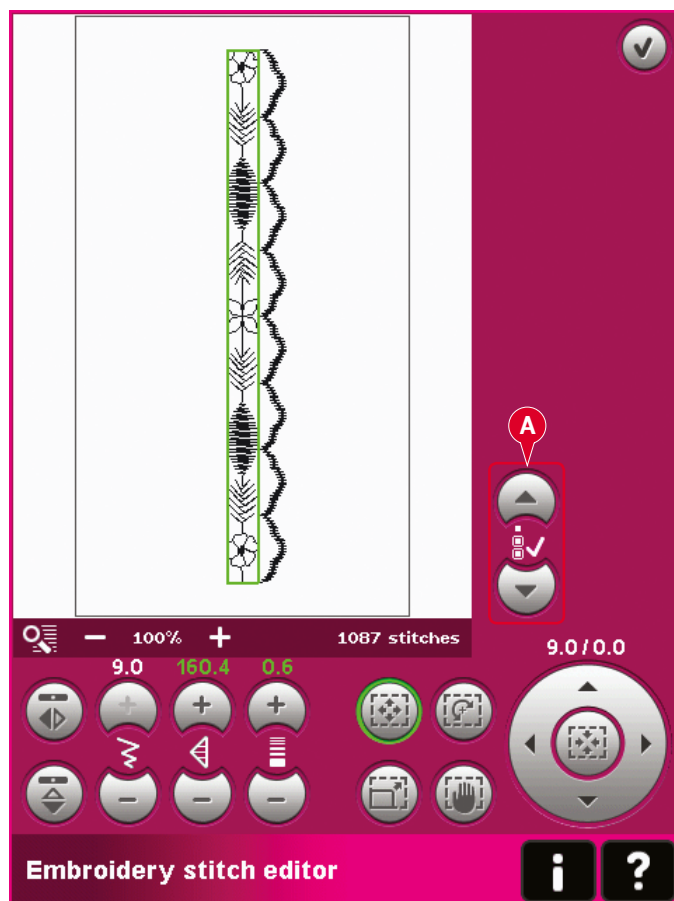 A
100% 1087 stitches
9.0/0.0
9.0 160.4 0.6
Embroidery stitch editor
i ?